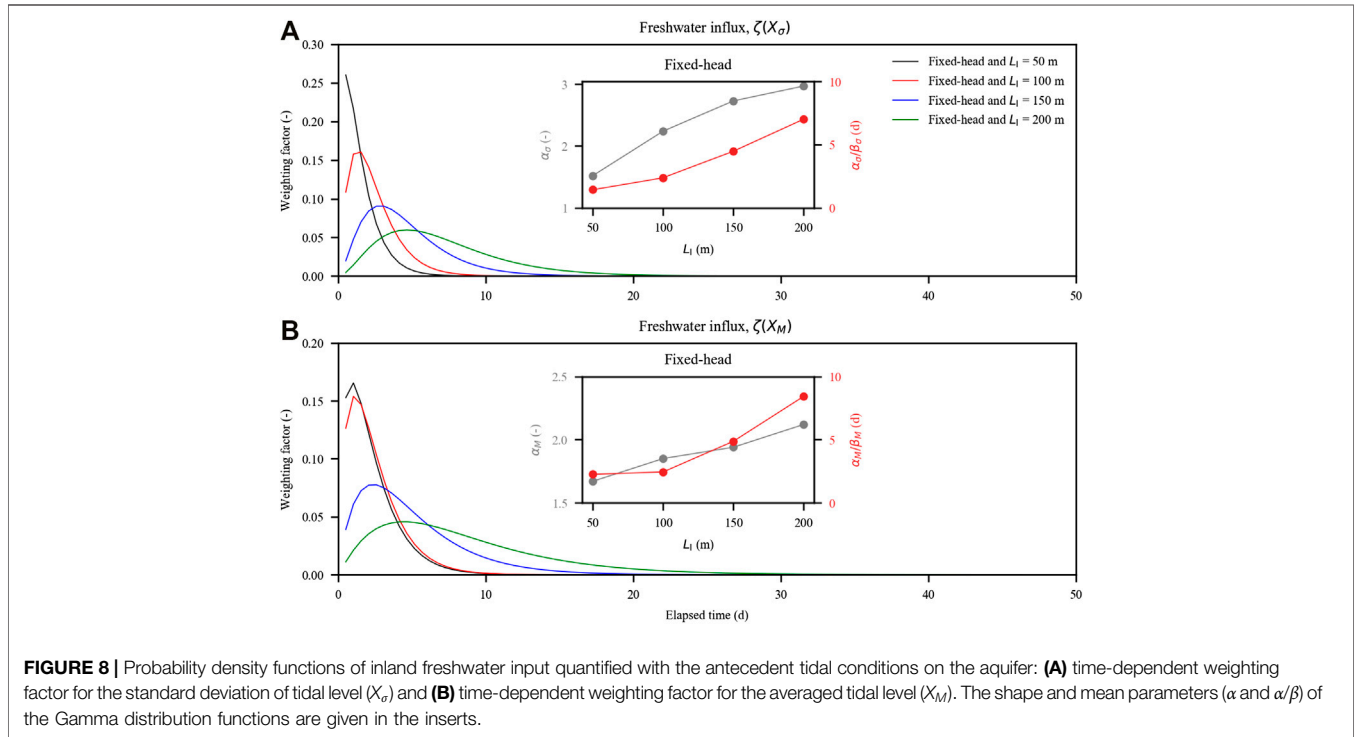 A
Freshwater influx, ζ(Xσ)
0.30
0.25
0.20
0.15
0.10
0.05
0.00
Weighting factor (-)
0 10 20 30 40 50
Fixed-head and LI = 50 m
Fixed-head and LI = 100 m
Fixed-head and LI = 150 m
Fixed-head and LI = 200 m
Fixed-head
3
2
1
ασ (-)
10
5
0
ασ/βσ (d)
50 100 150 200
LI (m)
B
Freshwater influx, ζ(XM)
0.20
0.15
0.10
0.05
0.00
Weighting factor (-)
0 10 20 30 40 50
Elapsed time (d)
Fixed-head
2.5
2.0
1.5
αM (-)
10
5
0
αM/βM (d)
50 100 150 200
LI (m)
FIGURE 8 | Probability density functions of inland freshwater input quantified with the antecedent tidal conditions on the aquifer: (A) time-dependent weighting
factor for the standard deviation of tidal level (Xσ) and (B) time-dependent weighting factor for the averaged tidal level (XM). The shape and mean parameters (α and α/β) of
the Gamma distribution functions are given in the inserts.